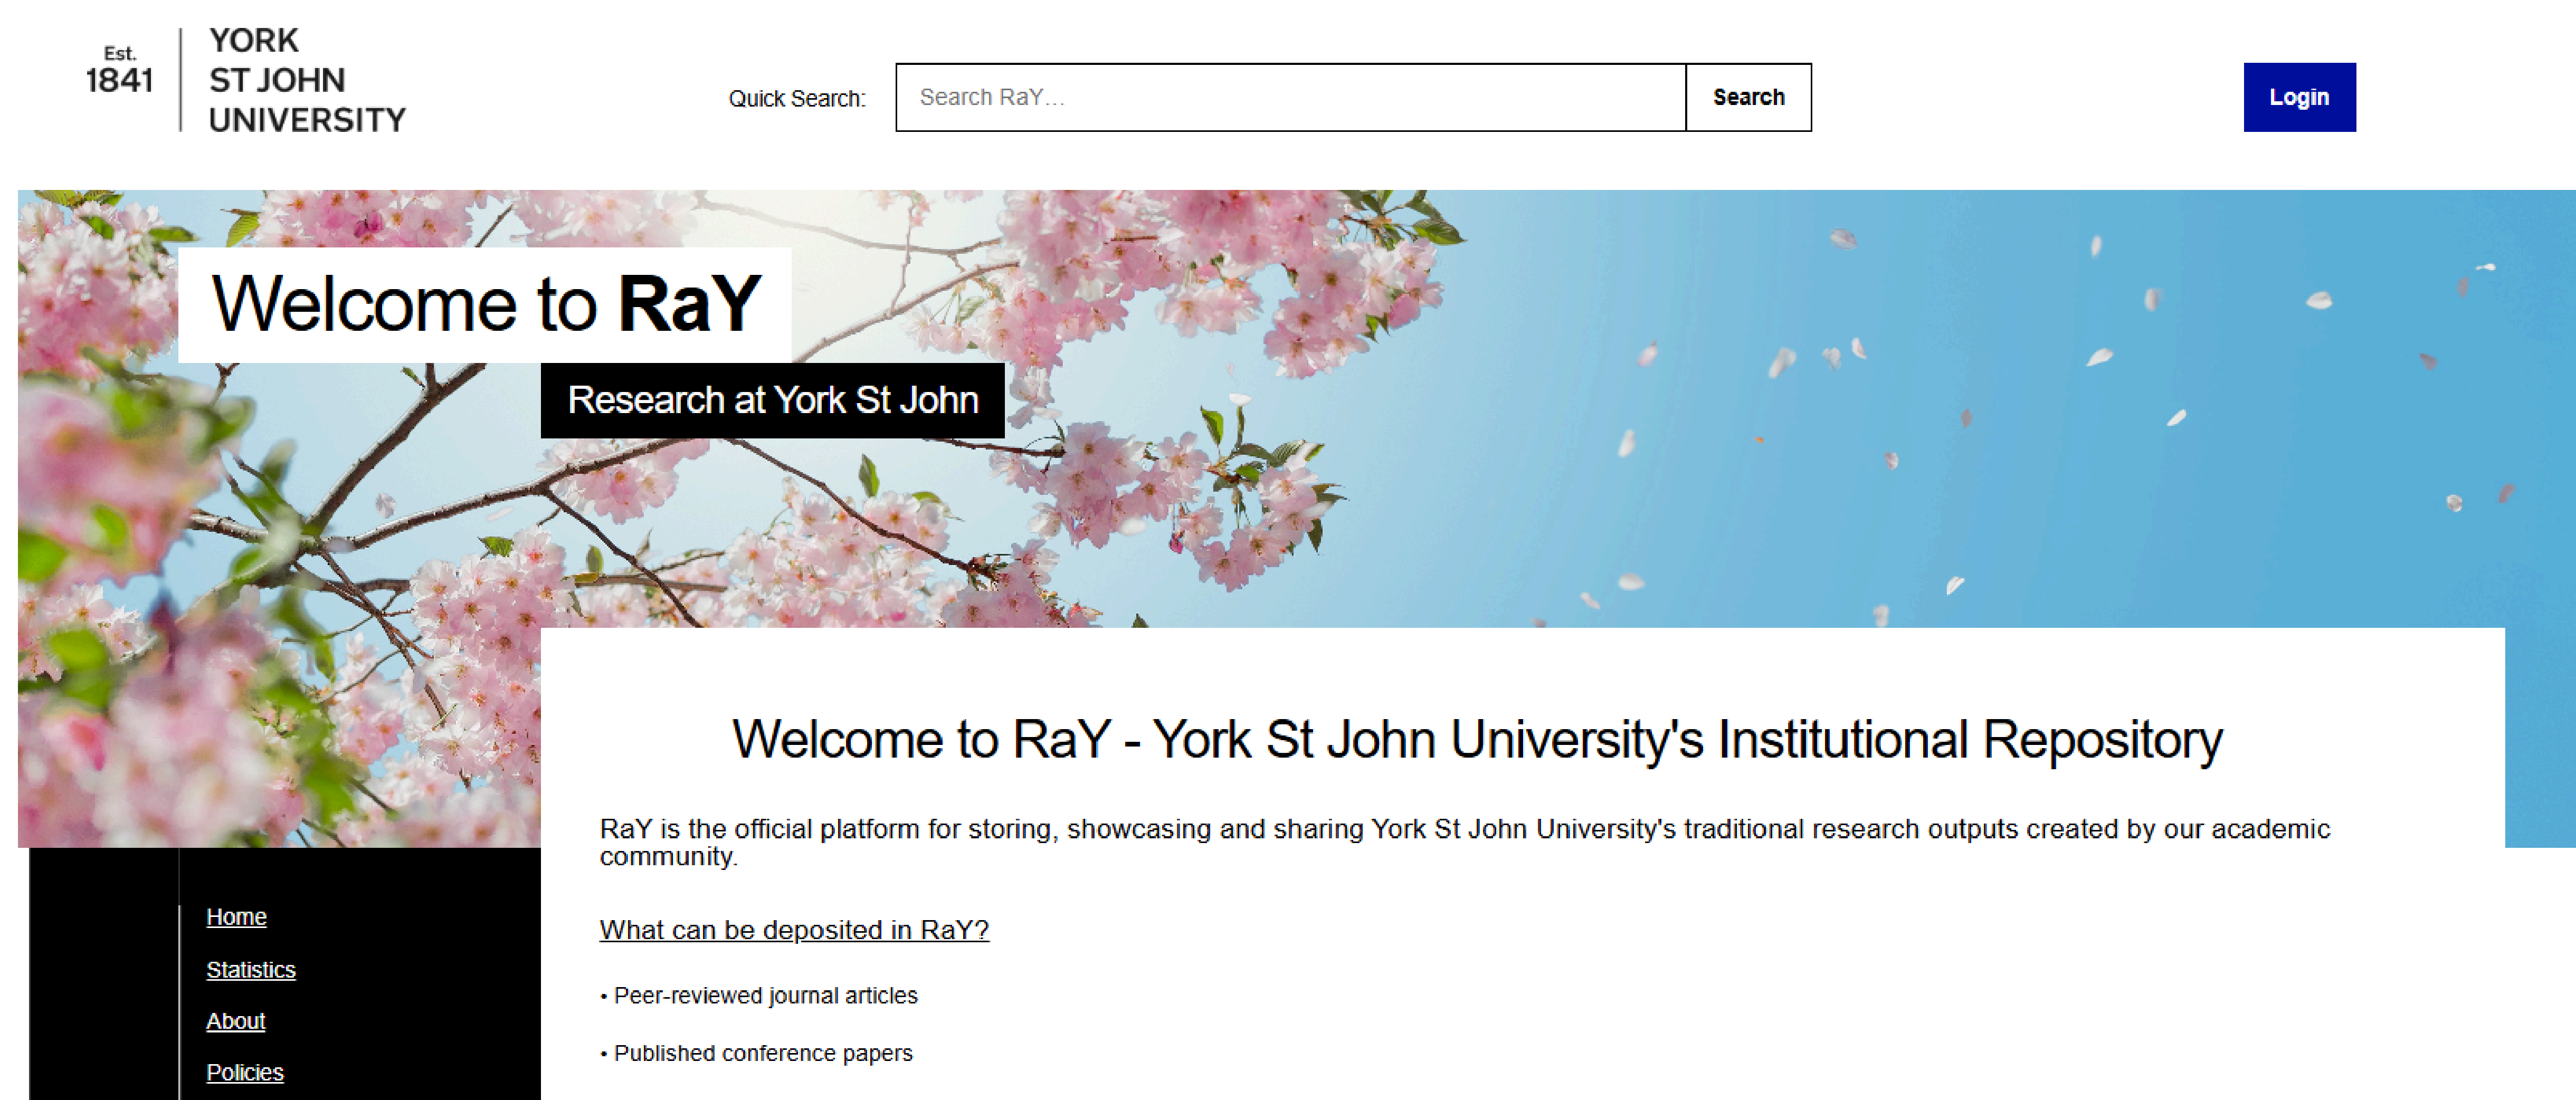 Est.
1841
YORK
ST JOHN
UNIVERSITY
Quick Search:
Search RaY...
Search
Login
Welcome to RaY
Research at York St John
Welcome to RaY - York St John University's Institutional Repository
RaY is the official platform for storing, showcasing and sharing York St John University's traditional research outputs created by our academic
community.
What can be deposited in RaY?
• Peer-reviewed journal articles
• Published conference papers
Home
Statistics
About
Policies